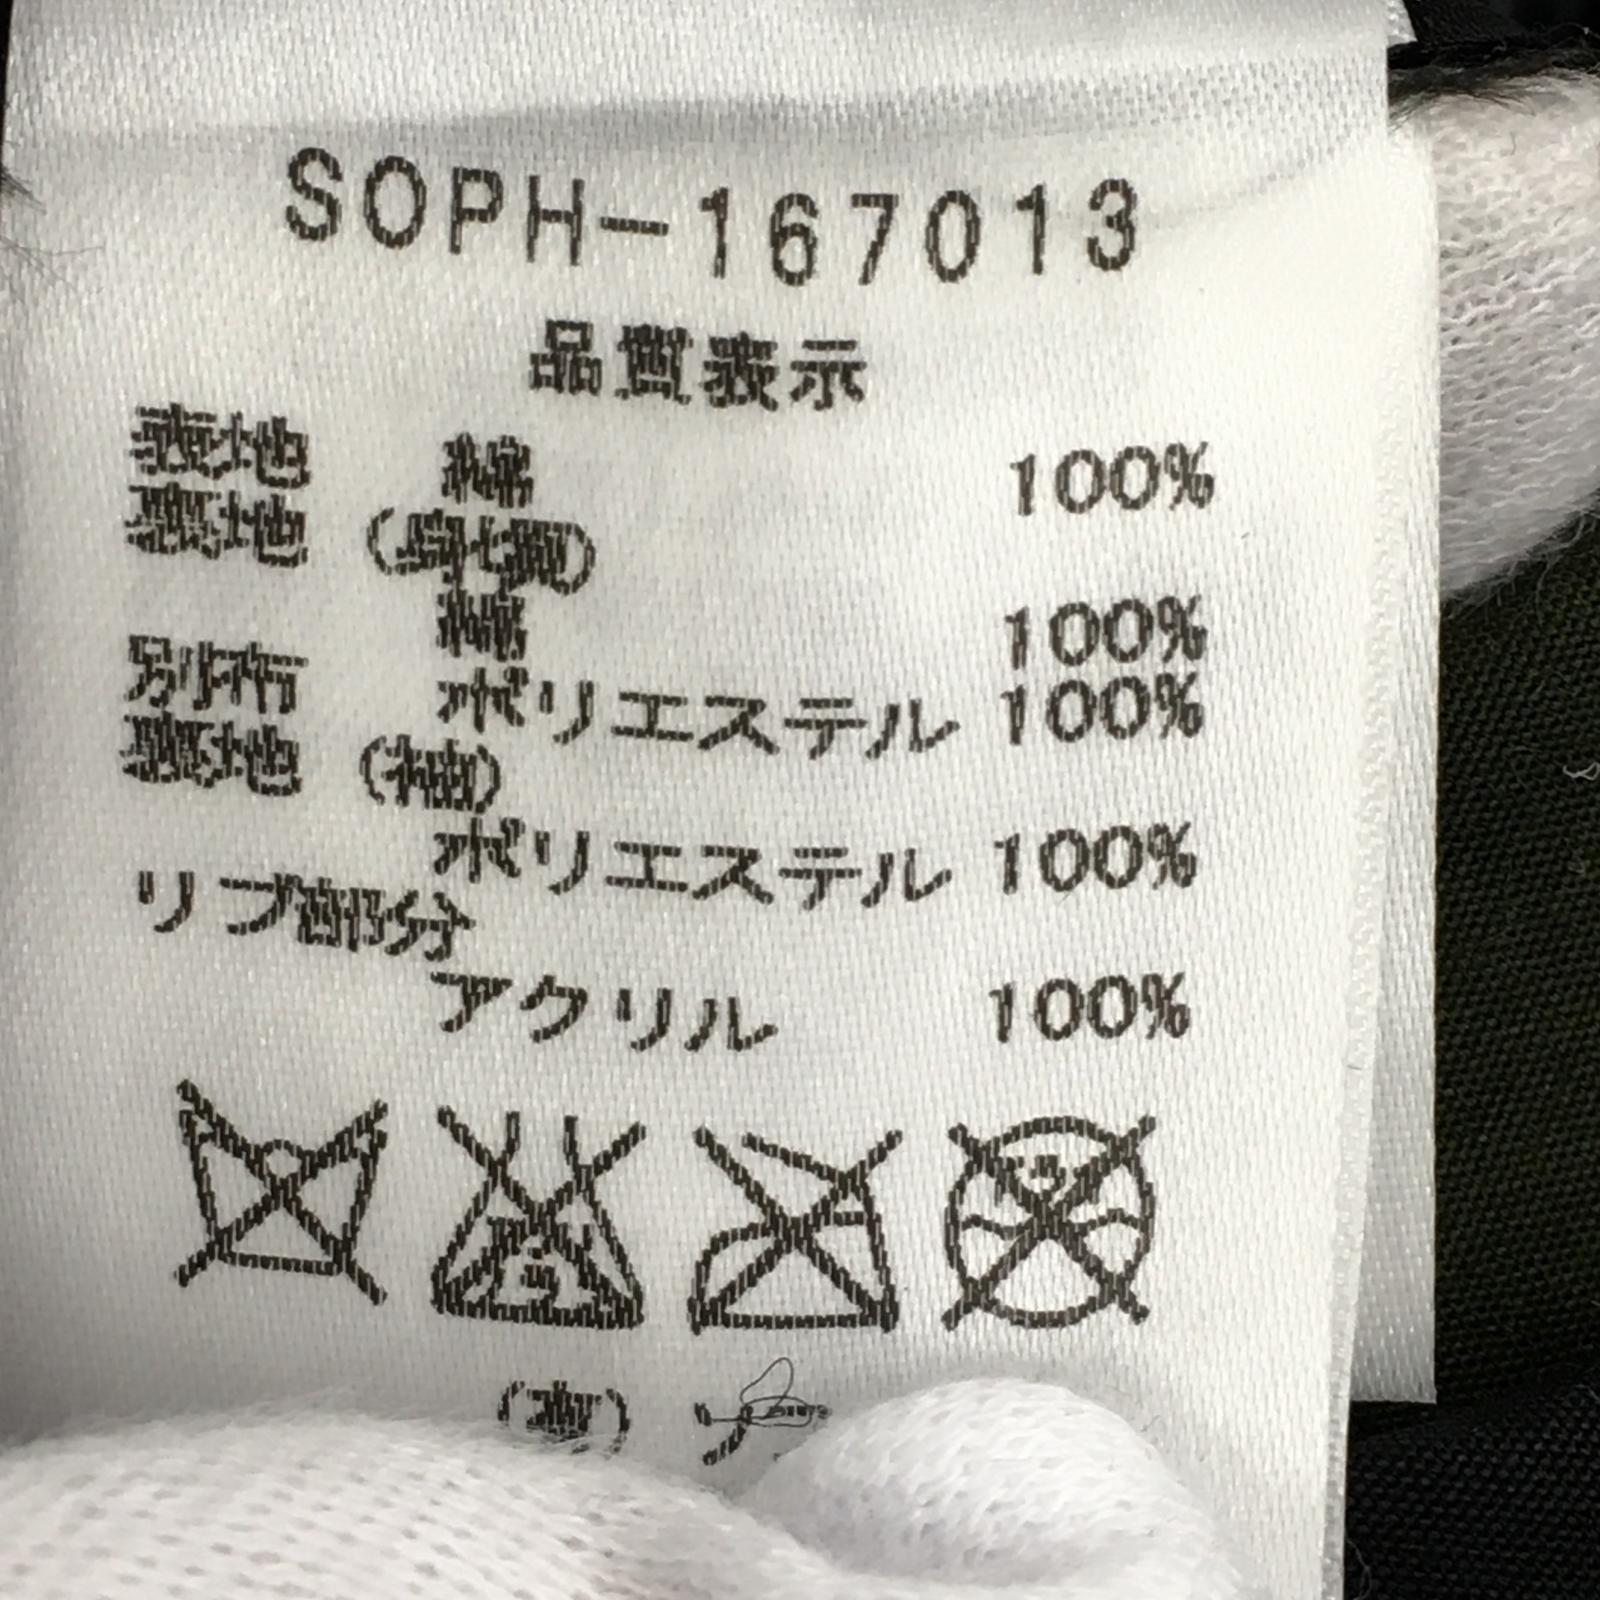 SOPH-167013
品質表示
表地 綿 100%
裏地 (身頃)
綿 100%
別布 ポリエステル 100%
裏地 (袖)
ポリエステル 100%
リブ部分
アクリル 100%